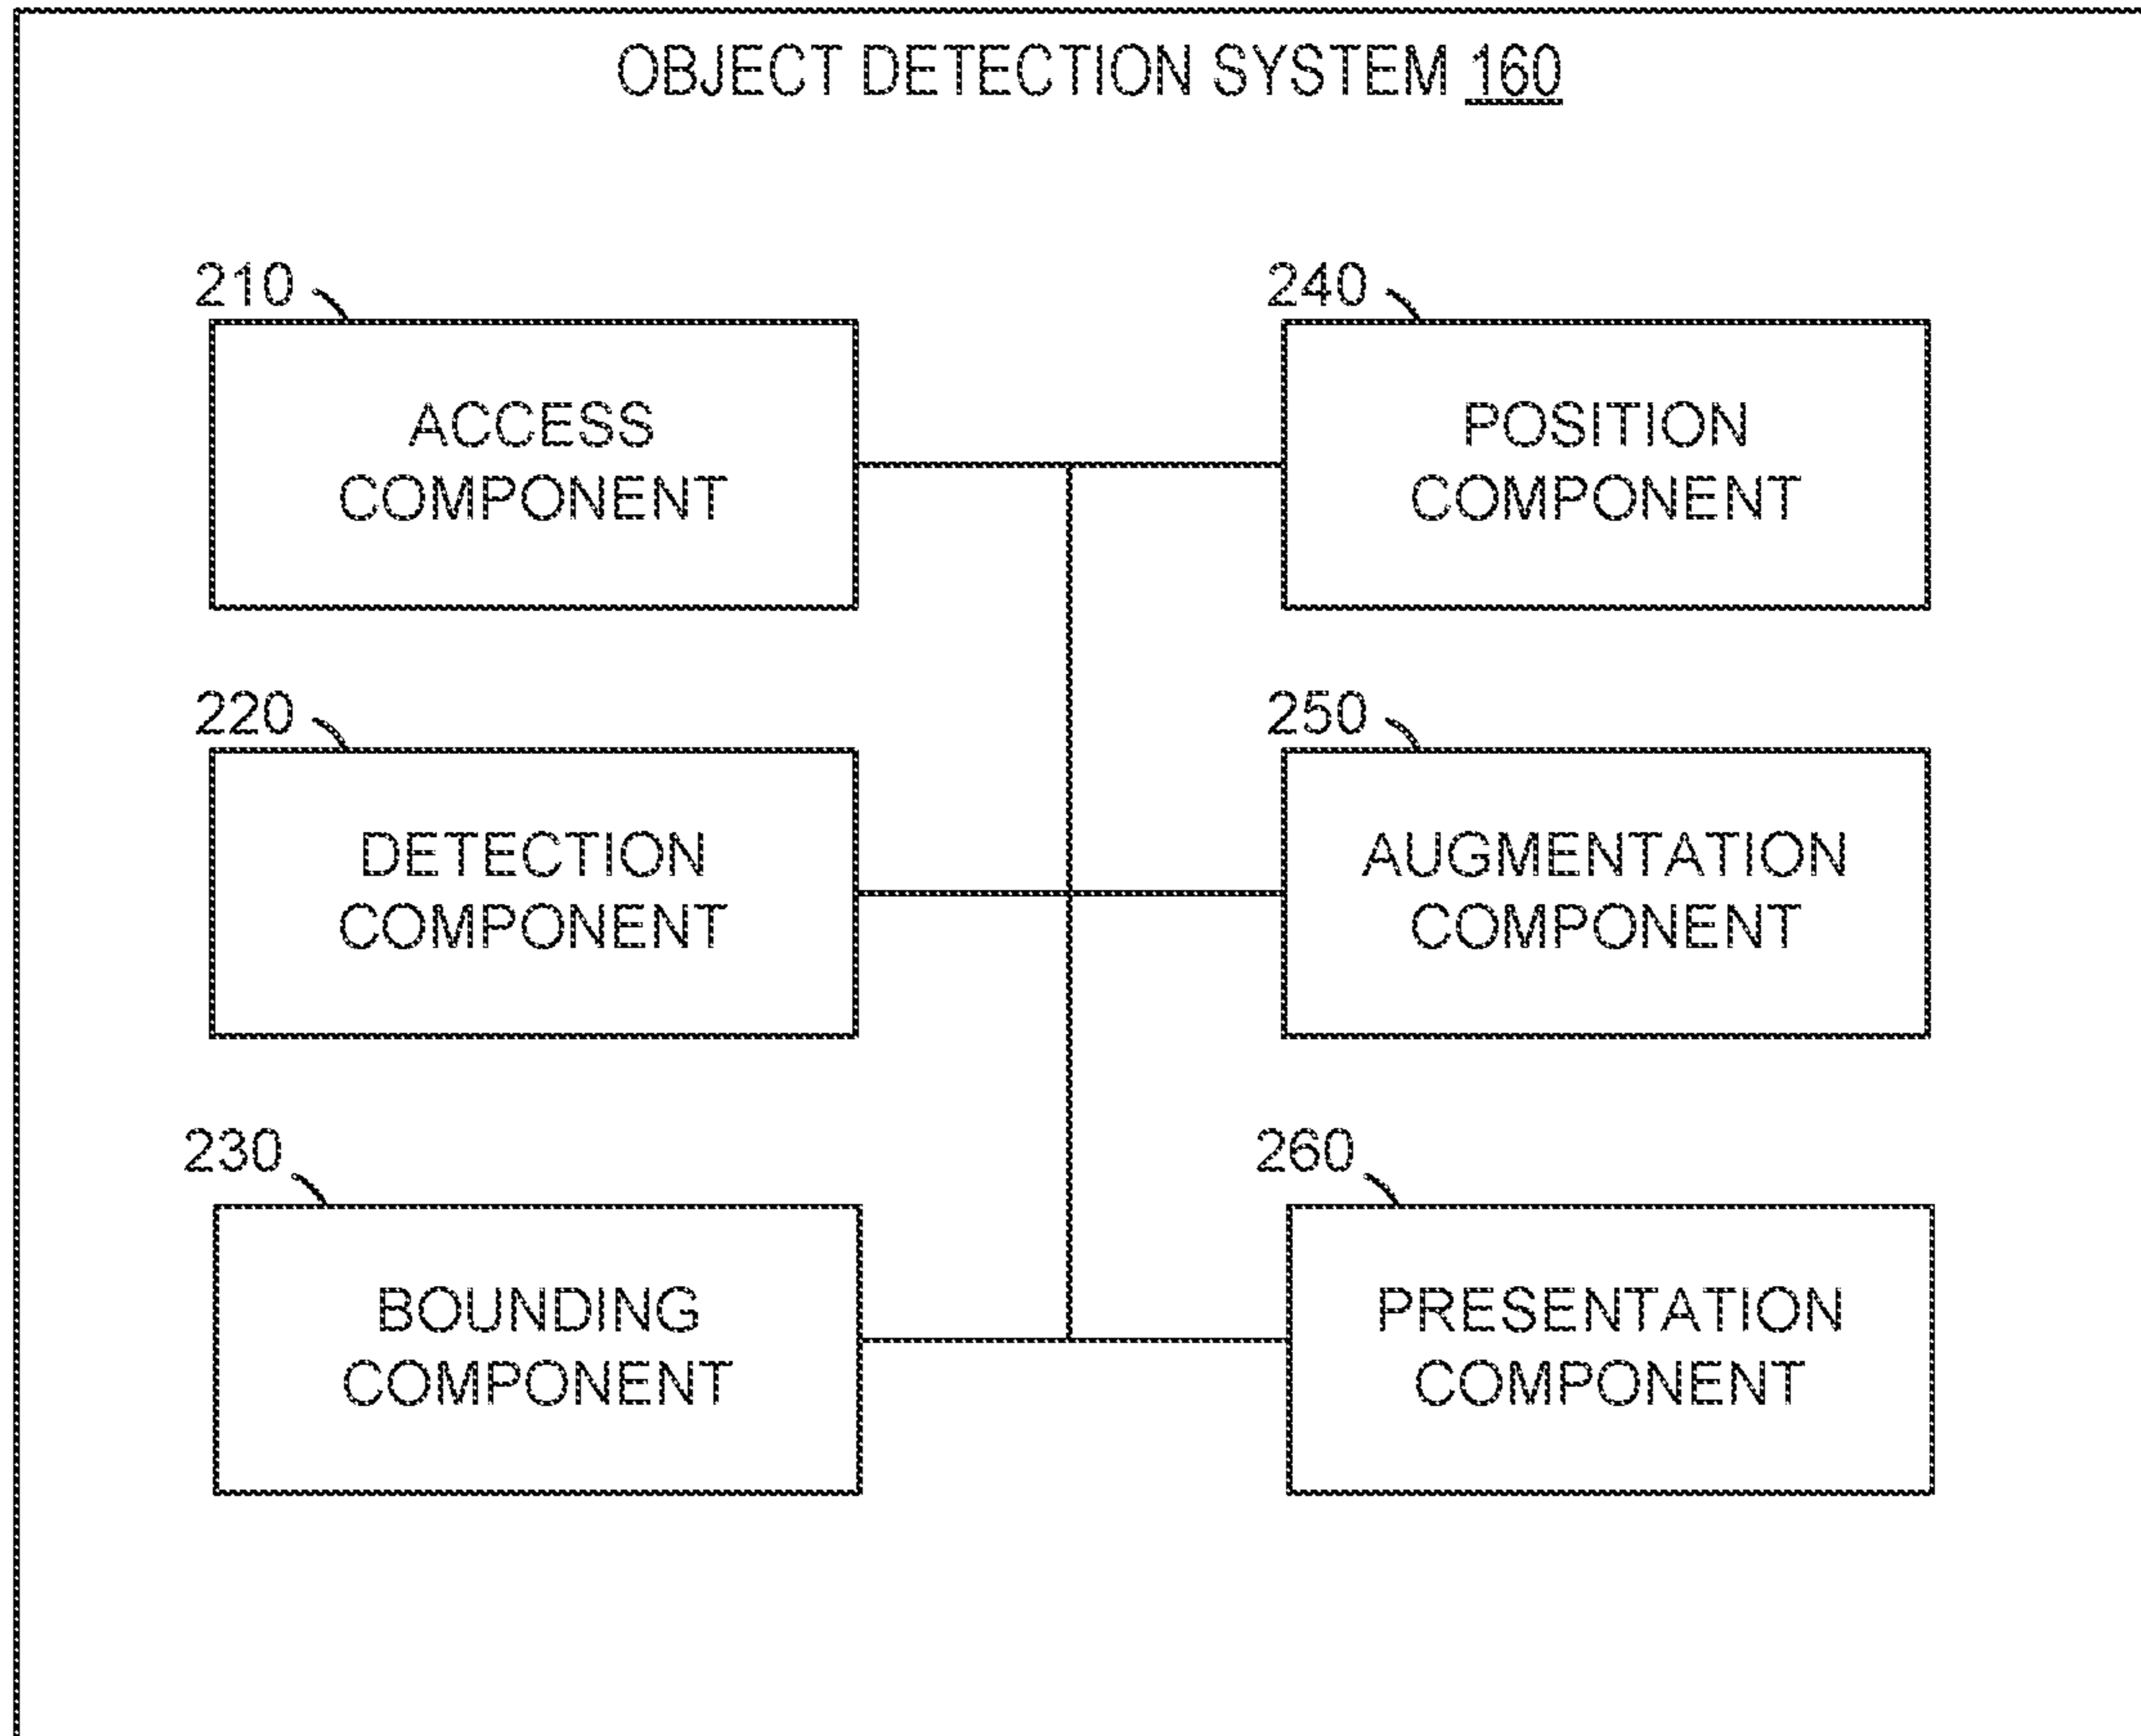 OBJECT DETECTION SYSTEM 160
210
ACCESS
COMPONENT
240
POSITION
COMPONENT
220
DETECTION
COMPONENT
250
AUGMENTATION
COMPONENT
230
BOUNDING
COMPONENT
260
PRESENTATION
COMPONENT